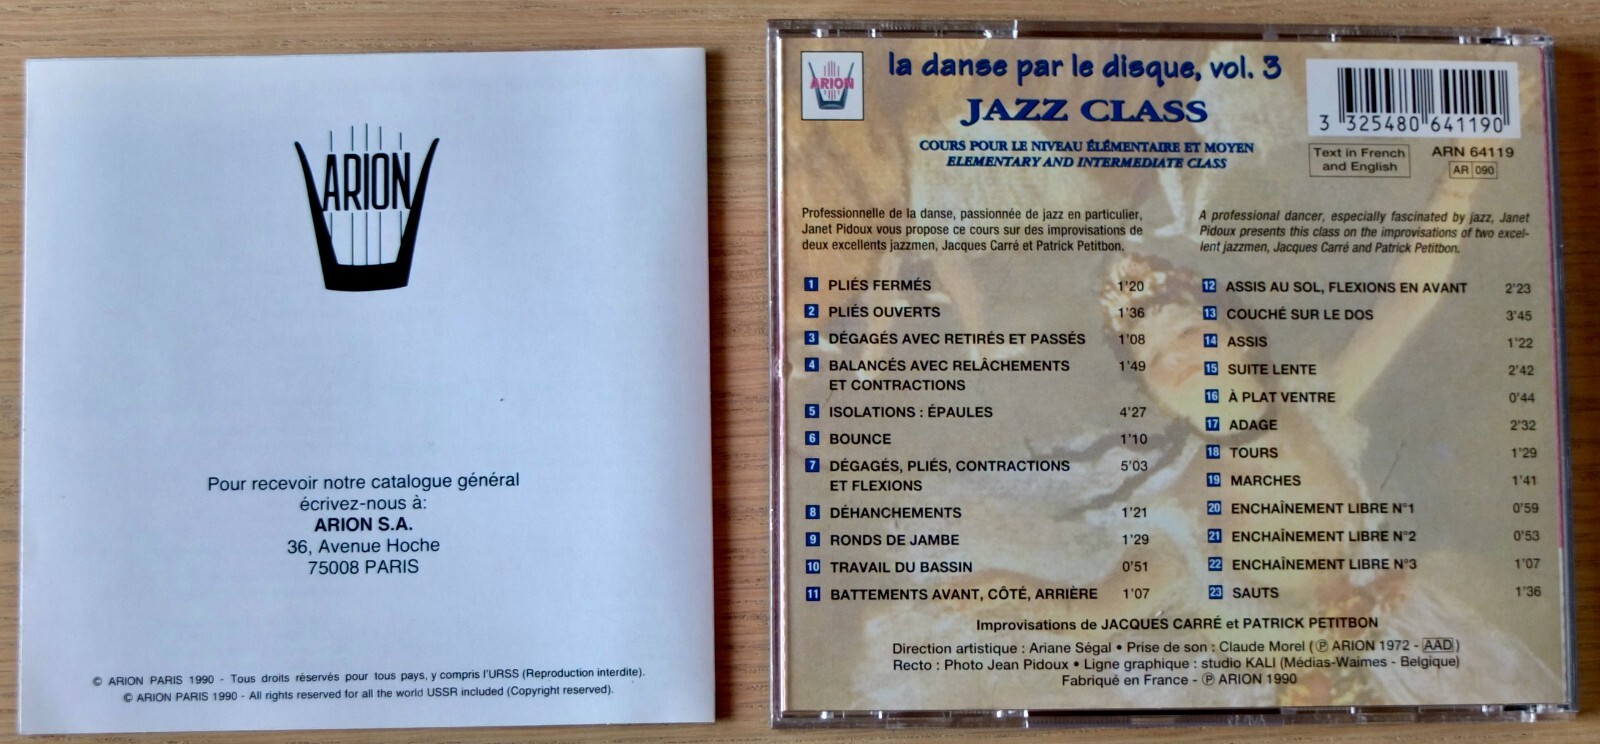 ARION
Pour recevoir notre catalogue général
écrivez-nous à:
ARION S.A.
36, Avenue Hoche
75008 PARIS
© ARION PARIS 1990 - Tous droits réservés pour tous pays, y compris l'URSS (Reproduction interdite).
© ARION PARIS 1990 - All rights reserved for all the world USSR included (Copyright reserved).
ARION
la danse par le disque, vol. 3
JAZZ CLASS
COURS POUR LE NIVEAU ÉLÉMENTAIRE ET MOYEN
ELEMENTARY AND INTERMEDIATE CLASS
3 325480 641190
Text in French
and English
ARN 64119
AR 090
Professionnelle de la danse, passionnée de jazz en particulier,
Janet Pidoux vous propose ce cours sur des improvisations de
deux excellents jazzmen, Jacques Carré et Patrick Petitbon.
A professional dancer, especially fascinated by jazz, Janet
Pidoux presents this class on the improvisations of two excel-
lent jazzmen, Jacques Carré and Patrick Petitbon.
1 PLIÉS FERMÉS 1'20
2 PLIÉS OUVERTS 1'36
3 DÉGAGÉS AVEC RETIRÉS ET PASSÉS 1'08
4 BALANCÉS AVEC RELÂCHEMENTS 1'49
ET CONTRACTIONS
5 ISOLATIONS : ÉPAULES 4'27
6 BOUNCE 1'10
7 DÉGAGÉS, PLIÉS, CONTRACTIONS 5'03
ET FLEXIONS
8 DÉHANCHEMENTS 1'21
9 RONDS DE JAMBE 1'29
10 TRAVAIL DU BASSIN 0'51
11 BATTEMENTS AVANT, CÔTÉ, ARRIÈRE 1'07
12 ASSIS AU SOL, FLEXIONS EN AVANT 2'23
13 COUCHÉ SUR LE DOS 3'45
14 ASSIS 1'22
15 SUITE LENTE 2'42
16 À PLAT VENTRE 0'44
17 ADAGE 2'32
18 TOURS 1'29
19 MARCHES 1'41
20 ENCHAÎNEMENT LIBRE N°1 0'59
21 ENCHAÎNEMENT LIBRE N°2 0'53
22 ENCHAÎNEMENT LIBRE N°3 1'07
23 SAUTS 1'36
Improvisations de JACQUES CARRÉ et PATRICK PETITBON
Direction artistique : Ariane Ségal • Prise de son : Claude Morel (℗ ARION 1972 - AAD)
Recto : Photo Jean Pidoux • Ligne graphique : studio KALI (Médias-Waimes - Belgique)
Fabriqué en France - ℗ ARION 1990